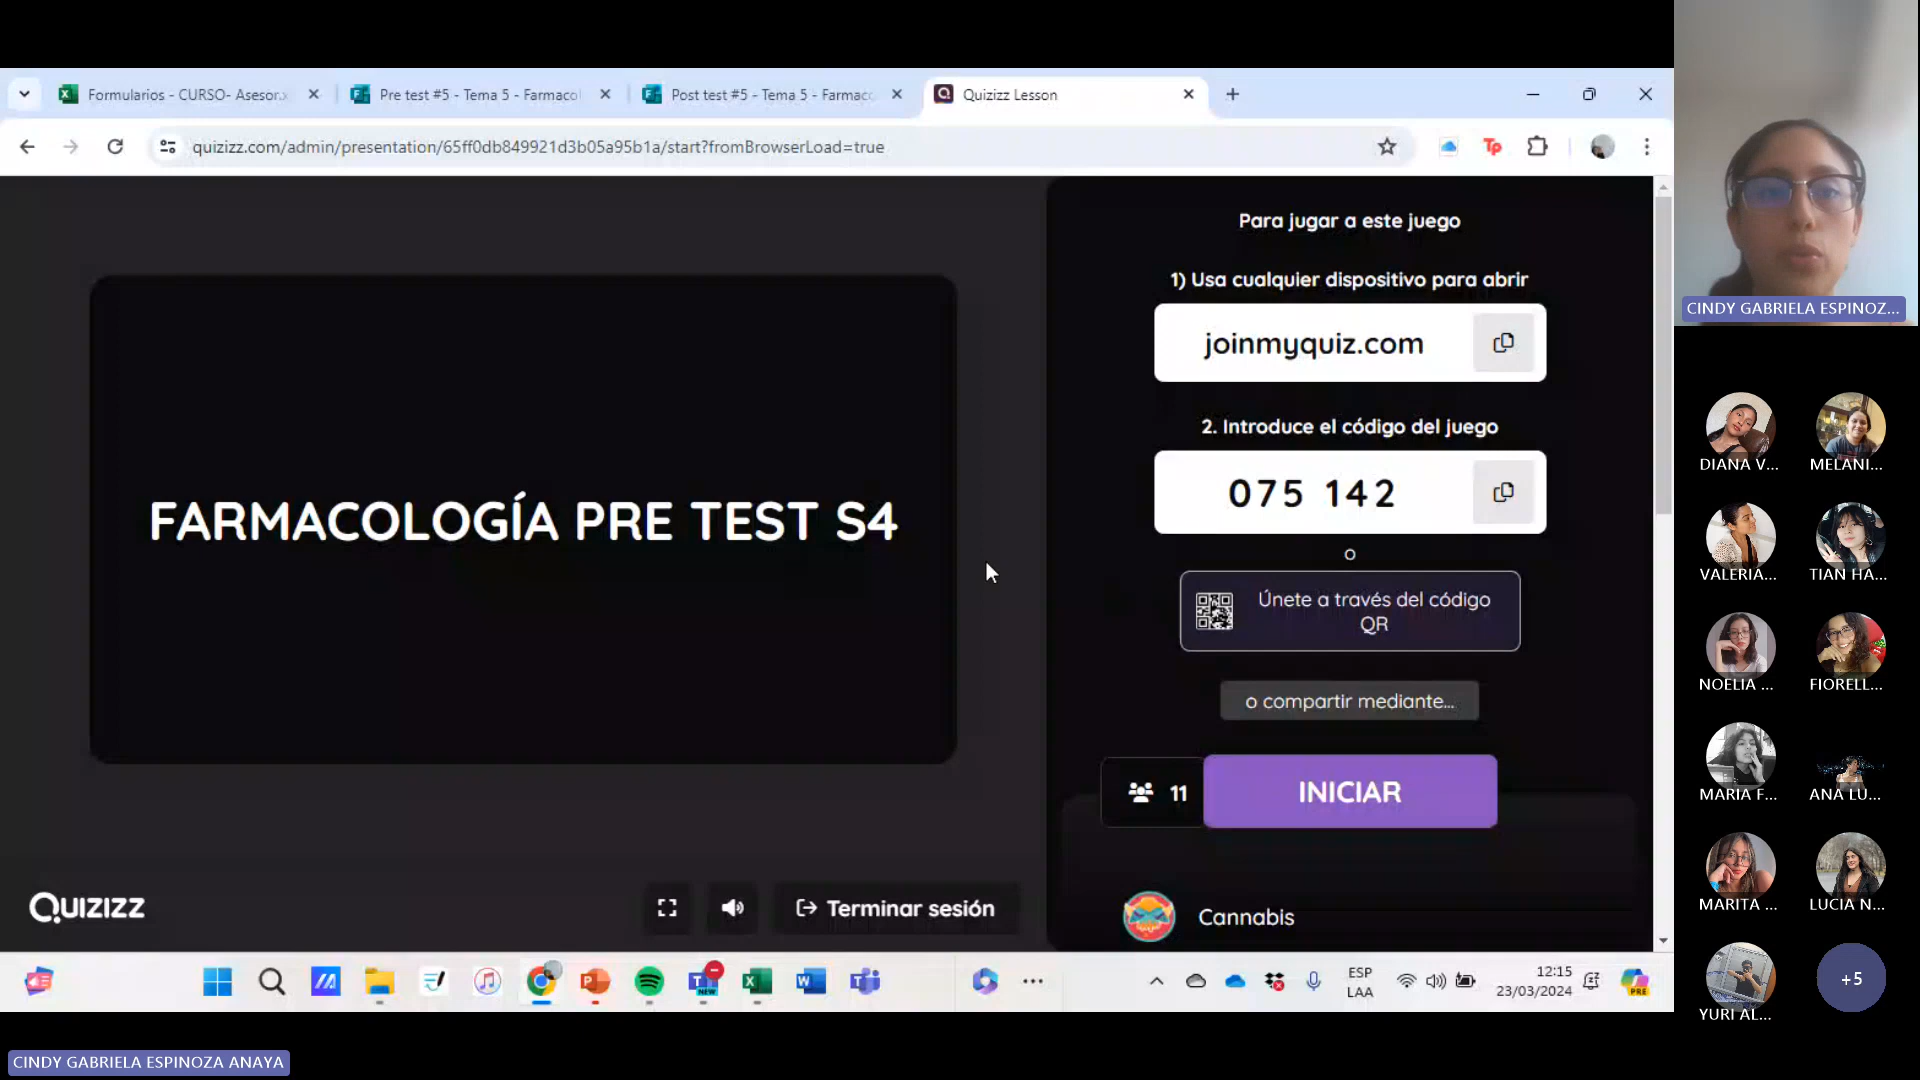 Formularios - CURSO- Asesor.x
Pre test #5 - Tema 5 - Farmaco
Post test #5 - Tema 5 - Farmaco
Quizizz Lesson
quizizz.com/admin/presentation/65ff0db849921d3b05a95b1a/start?fromBrowserLoad=true
Tp
FARMACOLOGÍA PRE TEST S4
Para jugar a este juego
1) Usa cualquier dispositivo para abrir
joinmyquiz.com
2. Introduce el código del juego
075 142
o
Únete a través del código
QR
o compartir mediante...
11
INICIAR
Cannabis
QUIZIZZ
Terminar sesión
NEW
ESP
LAA
12:15
23/03/2024
PRE
CINDY GABRIELA ESPINOZA ANAYA
CINDY GABRIELA ESPINOZ...
DIANA V...
MELANI...
VALERIA...
TIAN HA...
NOELIA ...
FIORELL...
MARIA F...
ANA LU...
MARITA ...
LUCIA N...
YURI AL...
+5